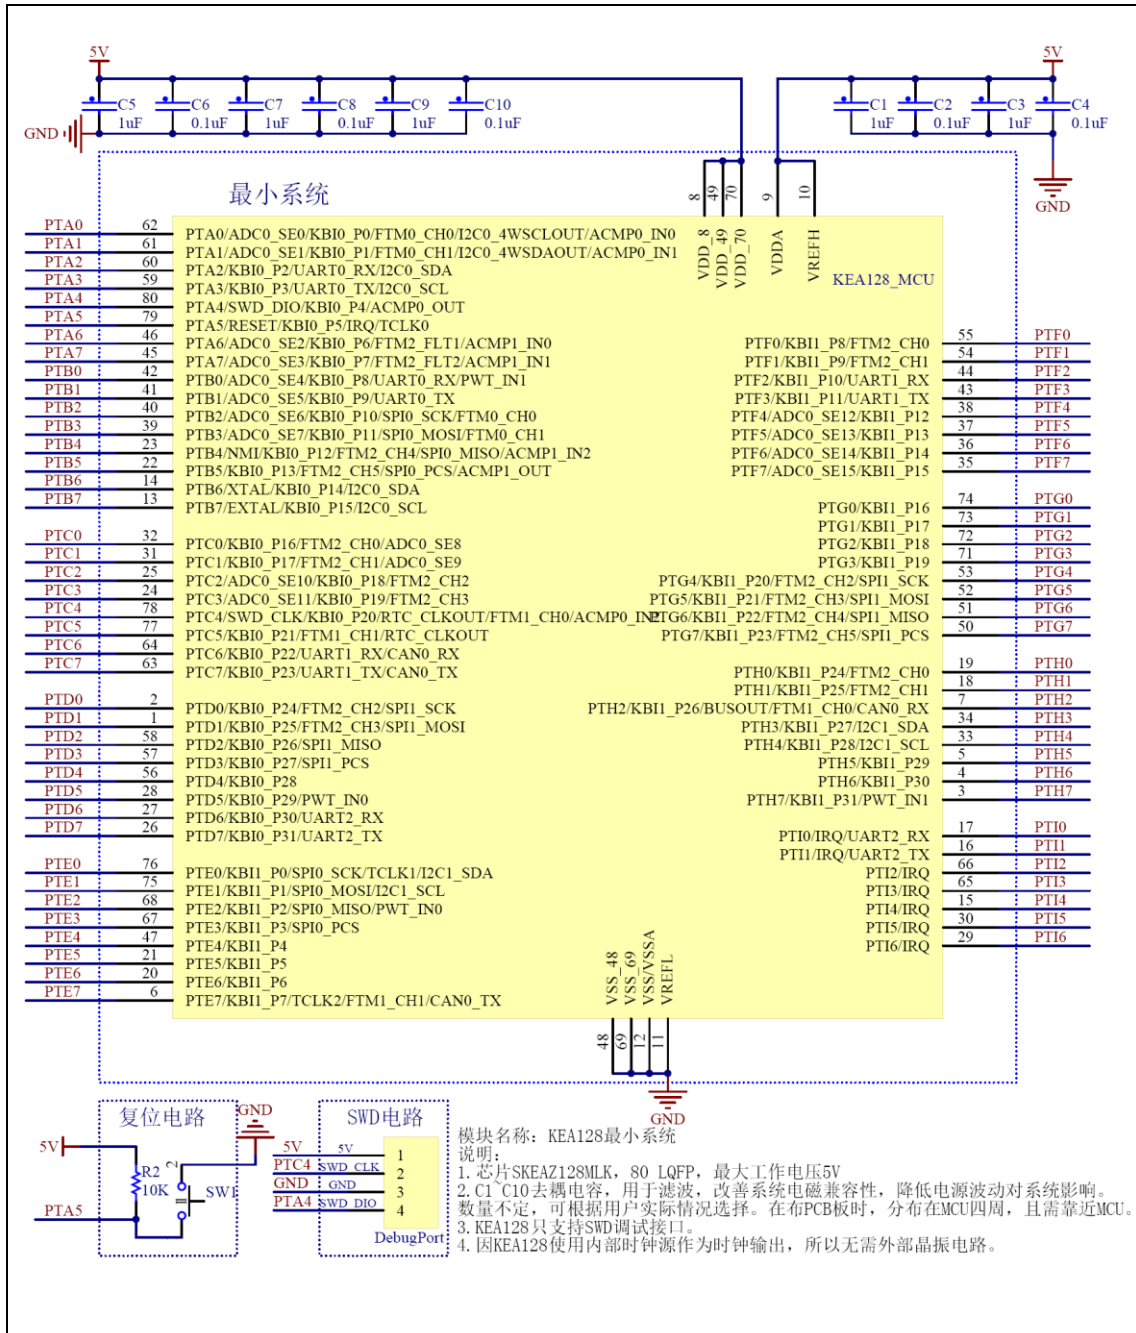 5V
5V
C5
1uF
C6
0.1uF
C7
1uF
C8
0.1uF
C9
1uF
C10
0.1uF
C1
1uF
C2
0.1uF
C3
1uF
C4
0.1uF
GND
GND
最小系统
8 49 70 9 10
VDD_8
VDD_49
VDD_70
VDDA
VREFH
KEA128_MCU
PTA0 62 PTA0/ADC0_SE0/KBI0_P0/FTM0_CH0/I2C0_4WSCLOUT/ACMP0_IN0
PTA1 61 PTA1/ADC0_SE1/KBI0_P1/FTM0_CH1/I2C0_4WSDAOUT/ACMP0_IN1
PTA2 60 PTA2/KBI0_P2/UART0_RX/I2C0_SDA
PTA3 59 PTA3/KBI0_P3/UART0_TX/I2C0_SCL
PTA4 80 PTA4/SWD_DIO/KBI0_P4/ACMP0_OUT
PTA5 79 PTA5/RESET/KBI0_P5/IRQ/TCLK0
PTA6 46 PTA6/ADC0_SE2/KBI0_P6/FTM2_FLT1/ACMP1_IN0
PTA7 45 PTA7/ADC0_SE3/KBI0_P7/FTM2_FLT2/ACMP1_IN1
PTB0 42 PTB0/ADC0_SE4/KBI0_P8/UART0_RX/PWT_IN1
PTB1 41 PTB1/ADC0_SE5/KBI0_P9/UART0_TX
PTB2 40 PTB2/ADC0_SE6/KBI0_P10/SPI0_SCK/FTM0_CH0
PTB3 39 PTB3/ADC0_SE7/KBI0_P11/SPI0_MOSI/FTM0_CH1
PTB4 23 PTB4/NMI/KBI0_P12/FTM2_CH4/SPI0_MISO/ACMP1_IN2
PTB5 22 PTB5/KBI0_P13/FTM2_CH5/SPI0_PCS/ACMP1_OUT
PTB6 14 PTB6/XTAL/KBI0_P14/I2C0_SDA
PTB7 13 PTB7/EXTAL/KBI0_P15/I2C0_SCL
PTC0 32 PTC0/KBI0_P16/FTM2_CH0/ADC0_SE8
PTC1 31 PTC1/KBI0_P17/FTM2_CH1/ADC0_SE9
PTC2 25 PTC2/ADC0_SE10/KBI0_P18/FTM2_CH2
PTC3 24 PTC3/ADC0_SE11/KBI0_P19/FTM2_CH3
PTC4 78 PTC4/SWD_CLK/KBI0_P20/RTC_CLKOUT/FTM1_CH0/ACMP0_IN2
PTC5 77 PTC5/KBI0_P21/FTM1_CH1/RTC_CLKOUT
PTC6 64 PTC6/KBI0_P22/UART1_RX/CAN0_RX
PTC7 63 PTC7/KBI0_P23/UART1_TX/CAN0_TX
PTD0 2 PTD0/KBI0_P24/FTM2_CH2/SPI1_SCK
PTD1 1 PTD1/KBI0_P25/FTM2_CH3/SPI1_MOSI
PTD2 58 PTD2/KBI0_P26/SPI1_MISO
PTD3 57 PTD3/KBI0_P27/SPI1_PCS
PTD4 56 PTD4/KBI0_P28
PTD5 28 PTD5/KBI0_P29/PWT_IN0
PTD6 27 PTD6/KBI0_P30/UART2_RX
PTD7 26 PTD7/KBI0_P31/UART2_TX
PTE0 76 PTE0/KBI1_P0/SPI0_SCK/TCLK1/I2C1_SDA
PTE1 75 PTE1/KBI1_P1/SPI0_MOSI/I2C1_SCL
PTE2 68 PTE2/KBI1_P2/SPI0_MISO/PWT_IN0
PTE3 67 PTE3/KBI1_P3/SPI0_PCS
PTE4 47 PTE4/KBI1_P4
PTE5 21 PTE5/KBI1_P5
PTE6 20 PTE6/KBI1_P6
PTE7 6 PTE7/KBI1_P7/TCLK2/FTM1_CH1/CAN0_TX
PTF0/KBI1_P8/FTM2_CH0 55 PTF0
PTF1/KBI1_P9/FTM2_CH1 54 PTF1
PTF2/KBI1_P10/UART1_RX 44 PTF2
PTF3/KBI1_P11/UART1_TX 43 PTF3
PTF4/ADC0_SE12/KBI1_P12 38 PTF4
PTF5/ADC0_SE13/KBI1_P13 37 PTF5
PTF6/ADC0_SE14/KBI1_P14 36 PTF6
PTF7/ADC0_SE15/KBI1_P15 35 PTF7
PTG0/KBI1_P16 74 PTG0
PTG1/KBI1_P17 73 PTG1
PTG2/KBI1_P18 72 PTG2
PTG3/KBI1_P19 71 PTG3
PTG4/KBI1_P20/FTM2_CH2/SPI1_SCK 53 PTG4
PTG5/KBI1_P21/FTM2_CH3/SPI1_MOSI 52 PTG5
PTG6/KBI1_P22/FTM2_CH4/SPI1_MISO 51 PTG6
PTG7/KBI1_P23/FTM2_CH5/SPI1_PCS 50 PTG7
PTH0/KBI1_P24/FTM2_CH0 19 PTH0
PTH1/KBI1_P25/FTM2_CH1 18 PTH1
PTH2/KBI1_P26/BUSOUT/FTM1_CH0/CAN0_RX 7 PTH2
PTH3/KBI1_P27/I2C1_SDA 34 PTH3
PTH4/KBI1_P28/I2C1_SCL 33 PTH4
PTH5/KBI1_P29 5 PTH5
PTH6/KBI1_P30 4 PTH6
PTH7/KBI1_P31/PWT_IN1 3 PTH7
PTI0/IRQ/UART2_RX 17 PTI0
PTI1/IRQ/UART2_TX 16 PTI1
PTI2/IRQ 66 PTI2
PTI3/IRQ 65 PTI3
PTI4/IRQ 15 PTI4
PTI5/IRQ 30 PTI5
PTI6/IRQ 29 PTI6
VSS_48
VSS_69
VSS/VSSA
VREFL
48 69 12 11
GND
复位电路
GND
5V
R2
10K
2
SW1
PTA5
SWD电路
5V 5V 1
PTC4 SWD_CLK 2
GND GND 3
PTA4 SWD_DIO 4
DebugPort
模块名称：KEA128最小系统
说明：
1.芯片SKEAZ128MLK，80 LQFP，最大工作电压5V
2.C1~C10去耦电容，用于滤波，改善系统电磁兼容性，降低电源波动对系统影响。
数量不定，可根据用户实际情况选择。在布PCB板时，分布在MCU四周，且需靠近MCU。
3.KEA128只支持SWD调试接口。
4.因KEA128使用内部时钟源作为时钟输出，所以无需外部晶振电路。